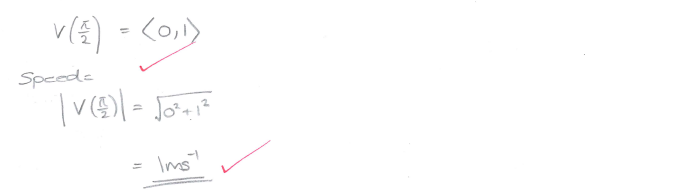 V(π/2) = ⟨0,1⟩
Speed=
|V(π/2)| = √0²+1²
= 1ms⁻¹